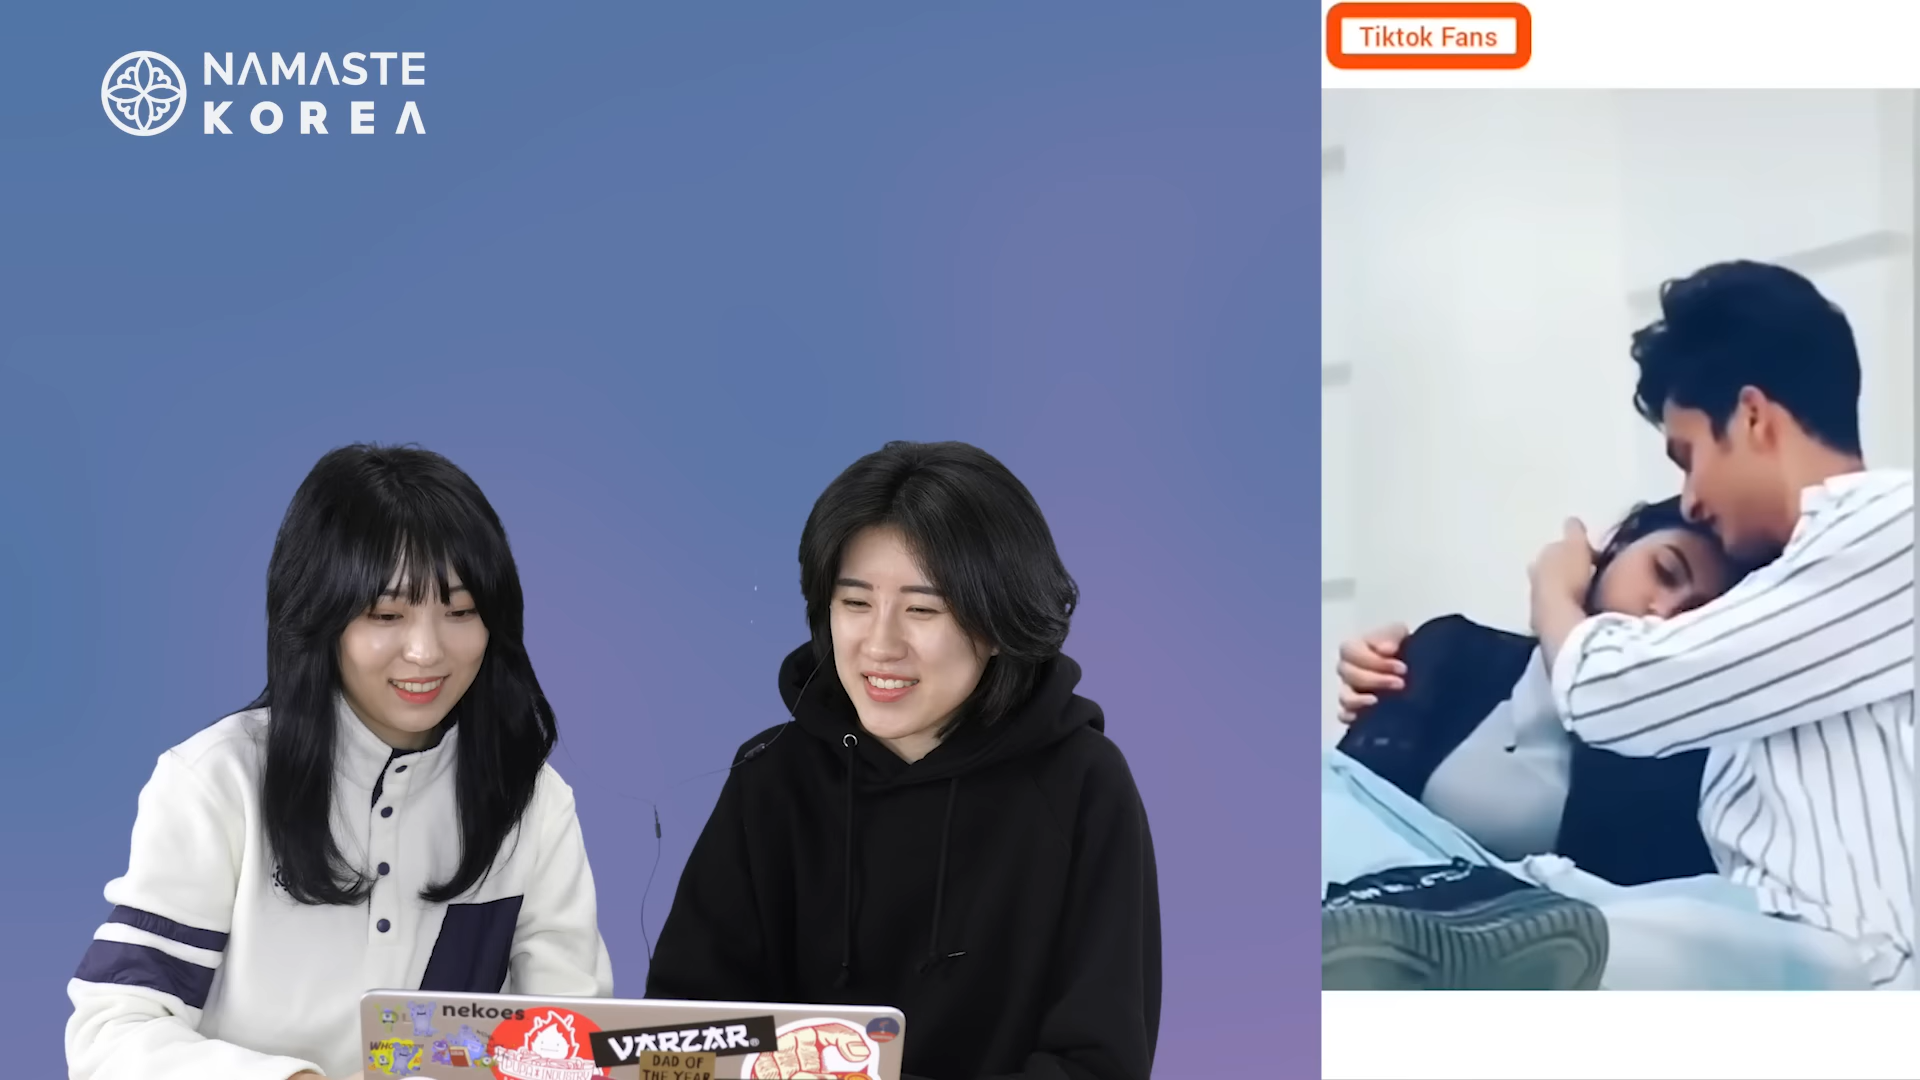 NAMASTE
KOREA
Tiktok Fans
nekoes
VARZAR®
DAD OF
THE YEAR